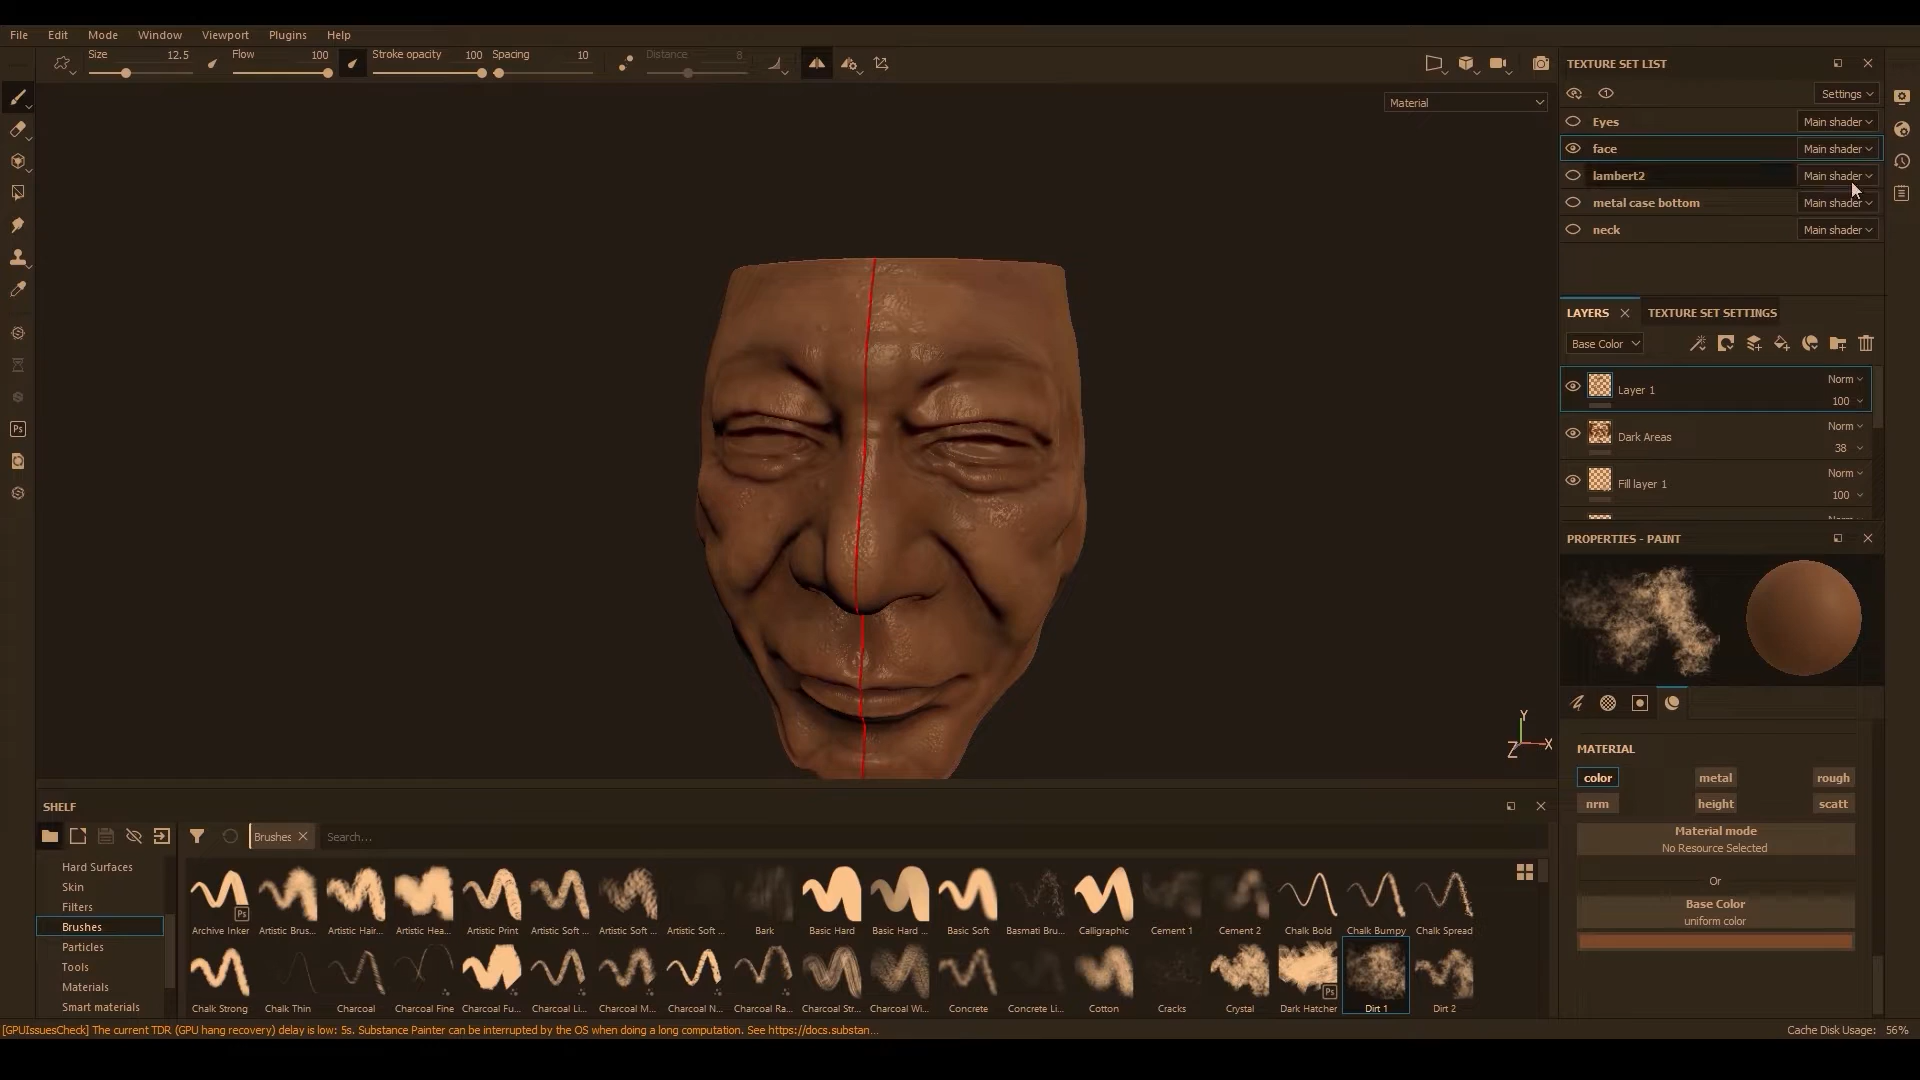 File Edit Mode Window Viewport Plugins Help
Size 12.5 Flow 100 Stroke opacity 100 Spacing 10 Distance 8
Material
TEXTURE SET LIST
Settings
Eyes Main shader
face Main shader
lambert2 Main shader
metal case bottom Main shader
neck Main shader
LAYERS TEXTURE SET SETTINGS
Base Color
Norm
Layer 1
100
Norm
Dark Areas
38
Norm
Fill layer 1
100
PROPERTIES - PAINT
Y
Z X
MATERIAL
color metal rough
nrm height scatt
Material mode
No Resource Selected
Or
Base Color
uniform color
SHELF
Brushes Search...
Hard Surfaces
Skin
Filters
Brushes
Particles
Tools
Materials
Smart materials
Ps
Archive Inker Artistic Brus... Artistic Hair... Artistic Hea... Artistic Print Artistic Soft ... Artistic Soft ... Artistic Soft ... Bark Basic Hard Basic Hard ... Basic Soft Basmati Bru... Calligraphic Cement 1 Cement 2 Chalk Bold Chalk Bumpy Chalk Spread
Chalk Strong Chalk Thin Charcoal Charcoal Fine Charcoal Fu... Charcoal Li... Charcoal M... Charcoal N... Charcoal Ra... Charcoal Str... Charcoal Wi... Concrete Concrete Li... Cotton Cracks Crystal Dark Hatcher Dirt 1 Dirt 2
[GPUIssuesCheck] The current TDR (GPU hang recovery) delay is low: 5s. Substance Painter can be interrupted by the OS when doing a long computation. See https://docs.substan...
Cache Disk Usage: 56%